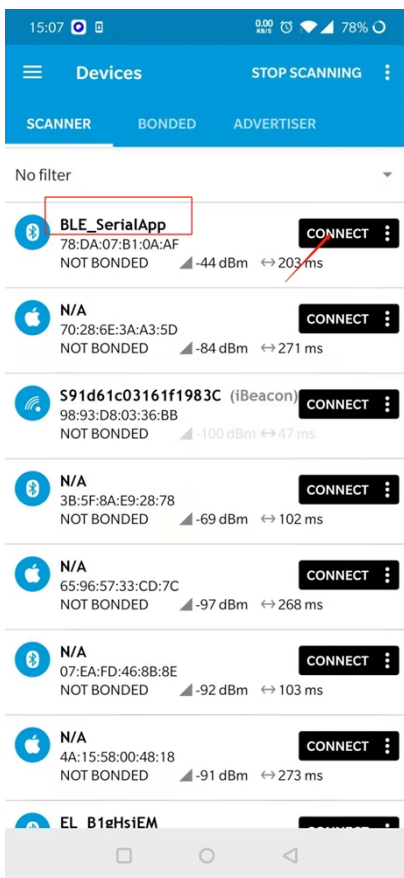 15:07 0.00 KB/S 78%
Devices STOP SCANNING
SCANNER BONDED ADVERTISER
No filter
BLE_SerialApp CONNECT
78:DA:07:B1:0A:AF
NOT BONDED -44 dBm ↔203 ms
N/A CONNECT
70:28:6E:3A:A3:5D
NOT BONDED -84 dBm ↔271 ms
S91d61c03161f1983C (iBeacon) CONNECT
98:93:D8:03:36:BB
NOT BONDED -100 dBm ↔47 ms
N/A CONNECT
3B:5F:8A:E9:28:78
NOT BONDED -69 dBm ↔102 ms
N/A CONNECT
65:96:57:33:CD:7C
NOT BONDED -97 dBm ↔268 ms
N/A CONNECT
07:EA:FD:46:8B:8E
NOT BONDED -92 dBm ↔103 ms
N/A CONNECT
4A:15:58:00:48:18
NOT BONDED -91 dBm ↔273 ms